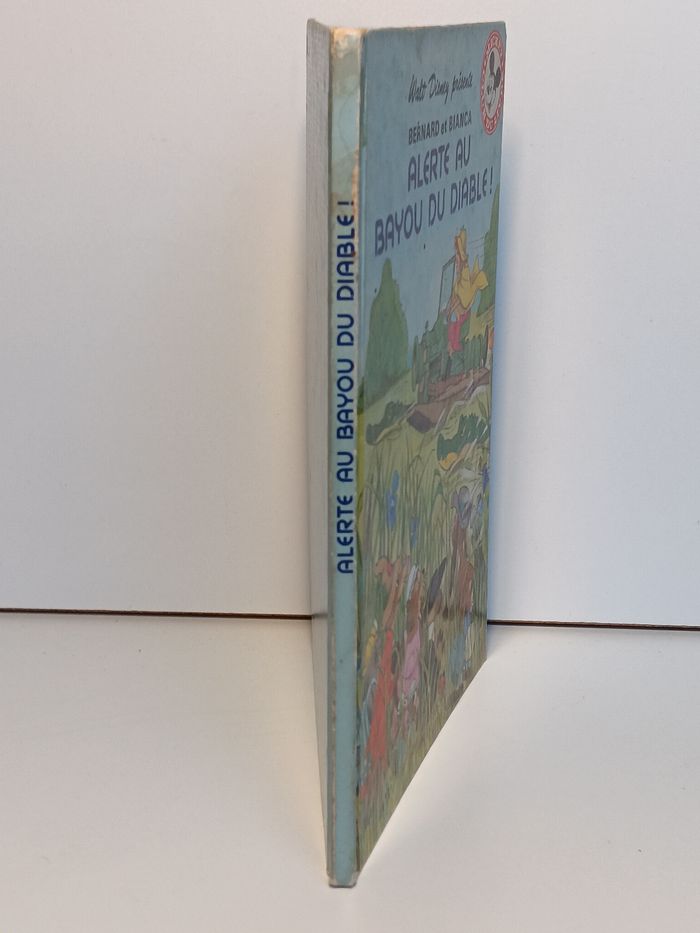 ALERTE AU BAYOU DU DIABLE !
Walt Disney présente
BERNARD et BIANCA
ALERTE AU
BAYOU DU DIABLE !